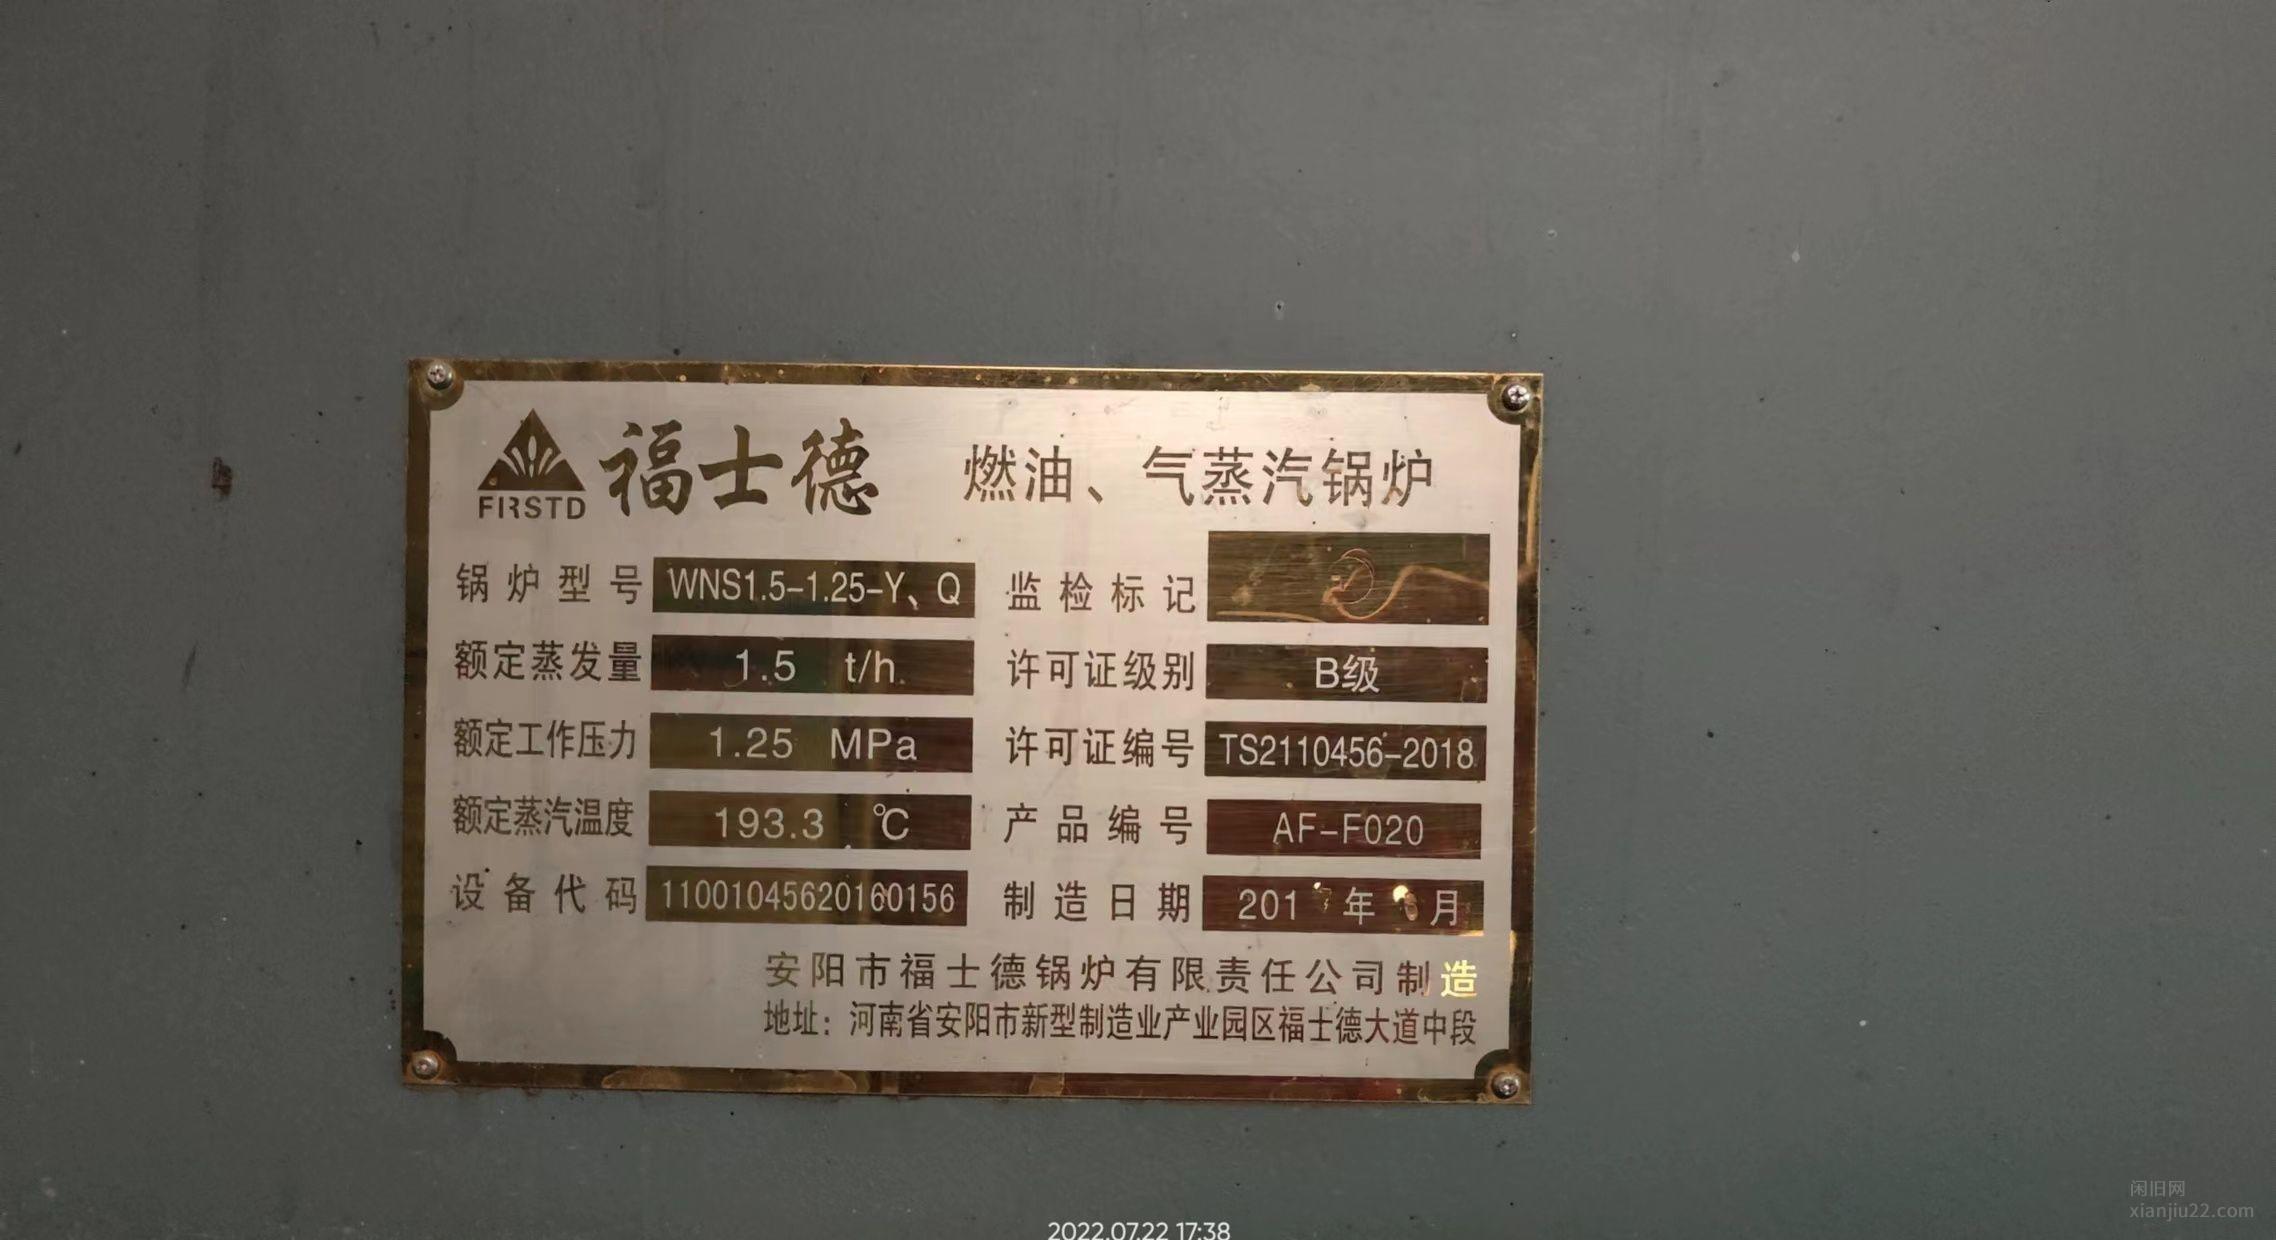 FIRSTD 福士德 燃油、气蒸汽锅炉
锅炉型号 WNS1.5-1.25-Y、Q 监检标记
额定蒸发量 1.5 t/h 许可证级别 B级
额定工作压力 1.25 MPa 许可证编号 TS2110456-2018
额定蒸汽温度 193.3 ℃ 产品编号 AF-F020
设备代码 11001045620160156 制造日期 201 年 月
安阳市福士德锅炉有限责任公司制造
地址：河南省安阳市新型制造业产业园区福士德大道中段
闲旧网
xianjiu22.com
2022.07.22 17:38